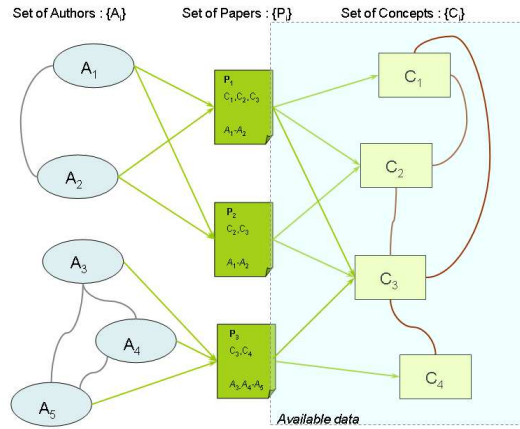 Set of Authors : {Aᵢ}
Set of Papers : {Pᵢ}
Set of Concepts : {Cᵢ}
A₁
A₂
A₃
A₄
A₅
P₁
C₁,C₂,C₃
A₁-A₂
P₂
C₂,C₃
A₁-A₂
P₃
C₃,C₄
A₃,A₄-A₅
C₁
C₂
C₃
C₄
Available data